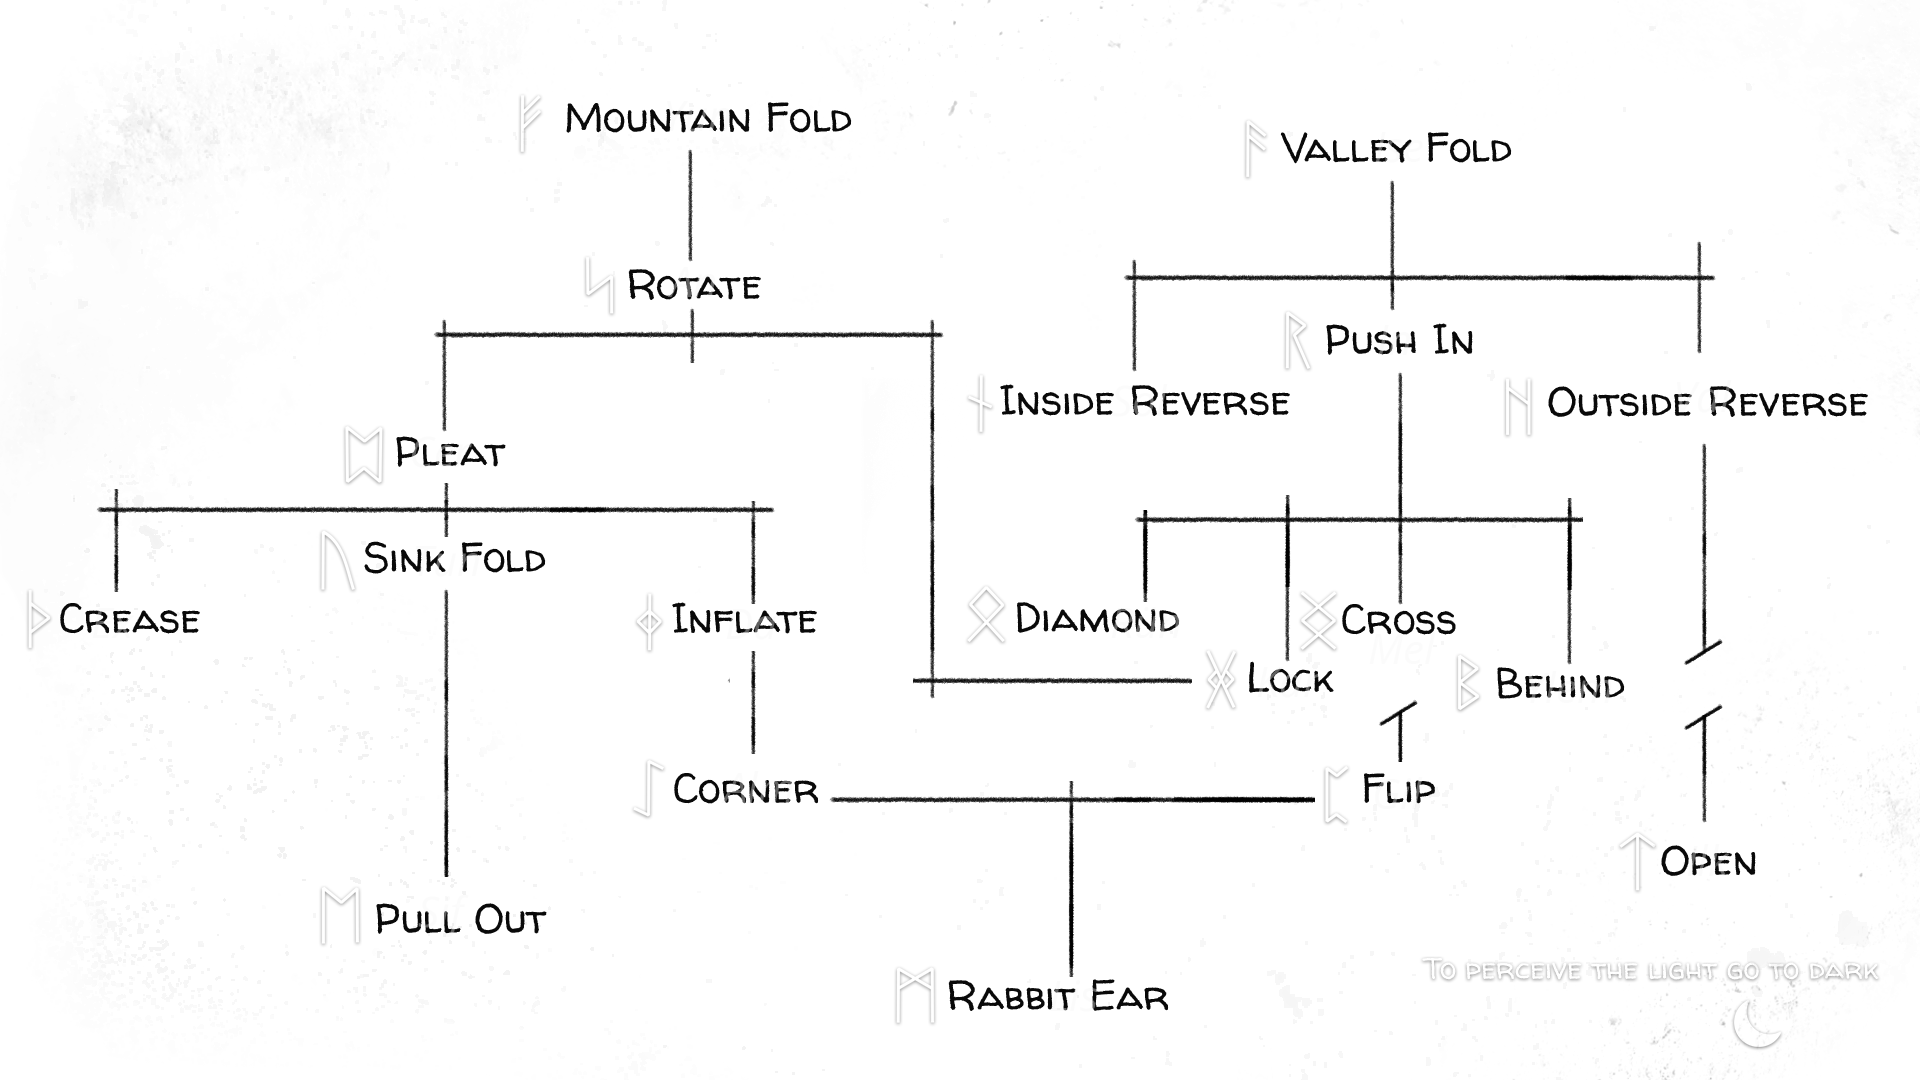 ᚠ Mountain Fold
ᚨ Valley Fold
ᛋ Rotate
ᚱ Push In
ᚾ Inside Reverse
ᚺ Outside Reverse
ᛈ Pleat
ᚢ Sink Fold
ᚦ Crease
ᛄ Inflate
ᛟ Diamond
ᛝ Cross
ᚸ Lock
ᛒ Behind
ᛇ Corner
ᛈ Flip
ᛏ Open
ᛖ Pull Out
To perceive the light go to dark
ᛗ Rabbit Ear